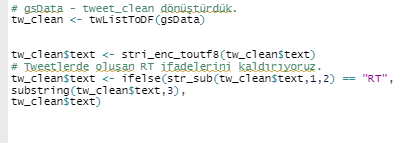 # gsData - tweet_clean dönüştürdük.
tw_clean <- twListToDF(gsData)
tw_clean$text <- stri_enc_toutf8(tw_clean$text)
# Tweetlerde oluşan RT ifadelerini kaldırıyoruz.
tw_clean$text <- ifelse(str_sub(tw_clean$text,1,2) == "RT",
substring(tw_clean$text,3),
tw_clean$text)